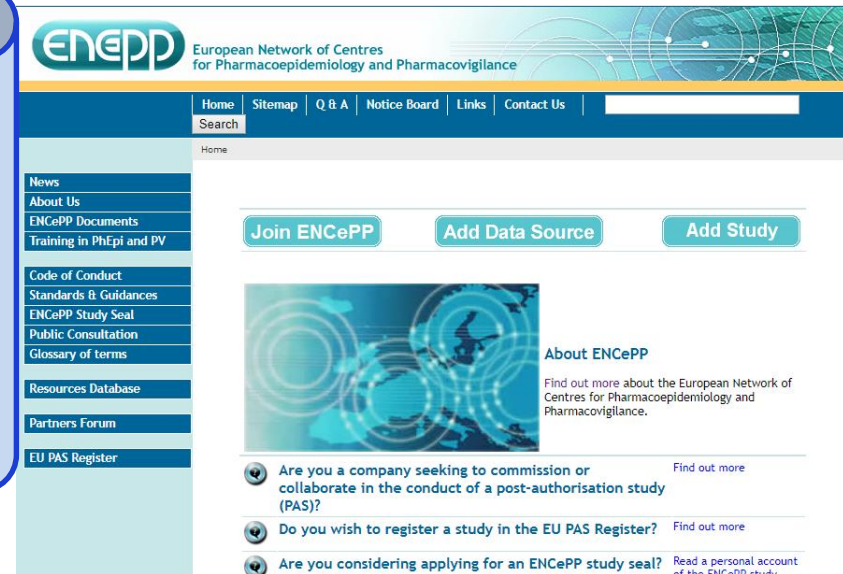 ENCePP
European Network of Centres
for Pharmacoepidemiology and Pharmacovigilance
Home Sitemap Q & A Notice Board Links Contact Us
Search
Home
News
About Us
ENCePP Documents
Training in PhEpi and PV
Code of Conduct
Standards & Guidances
ENCePP Study Seal
Public Consultation
Glossary of terms
Resources Database
Partners Forum
EU PAS Register
Join ENCePP Add Data Source Add Study
About ENCePP
Find out more about the European Network of
Centres for Pharmacoepidemiology and
Pharmacovigilance.
Are you a company seeking to commission or Find out more
collaborate in the conduct of a post-authorisation study
(PAS)?
Do you wish to register a study in the EU PAS Register? Find out more
Are you considering applying for an ENCePP study seal? Read a personal account
of the ENCePP study